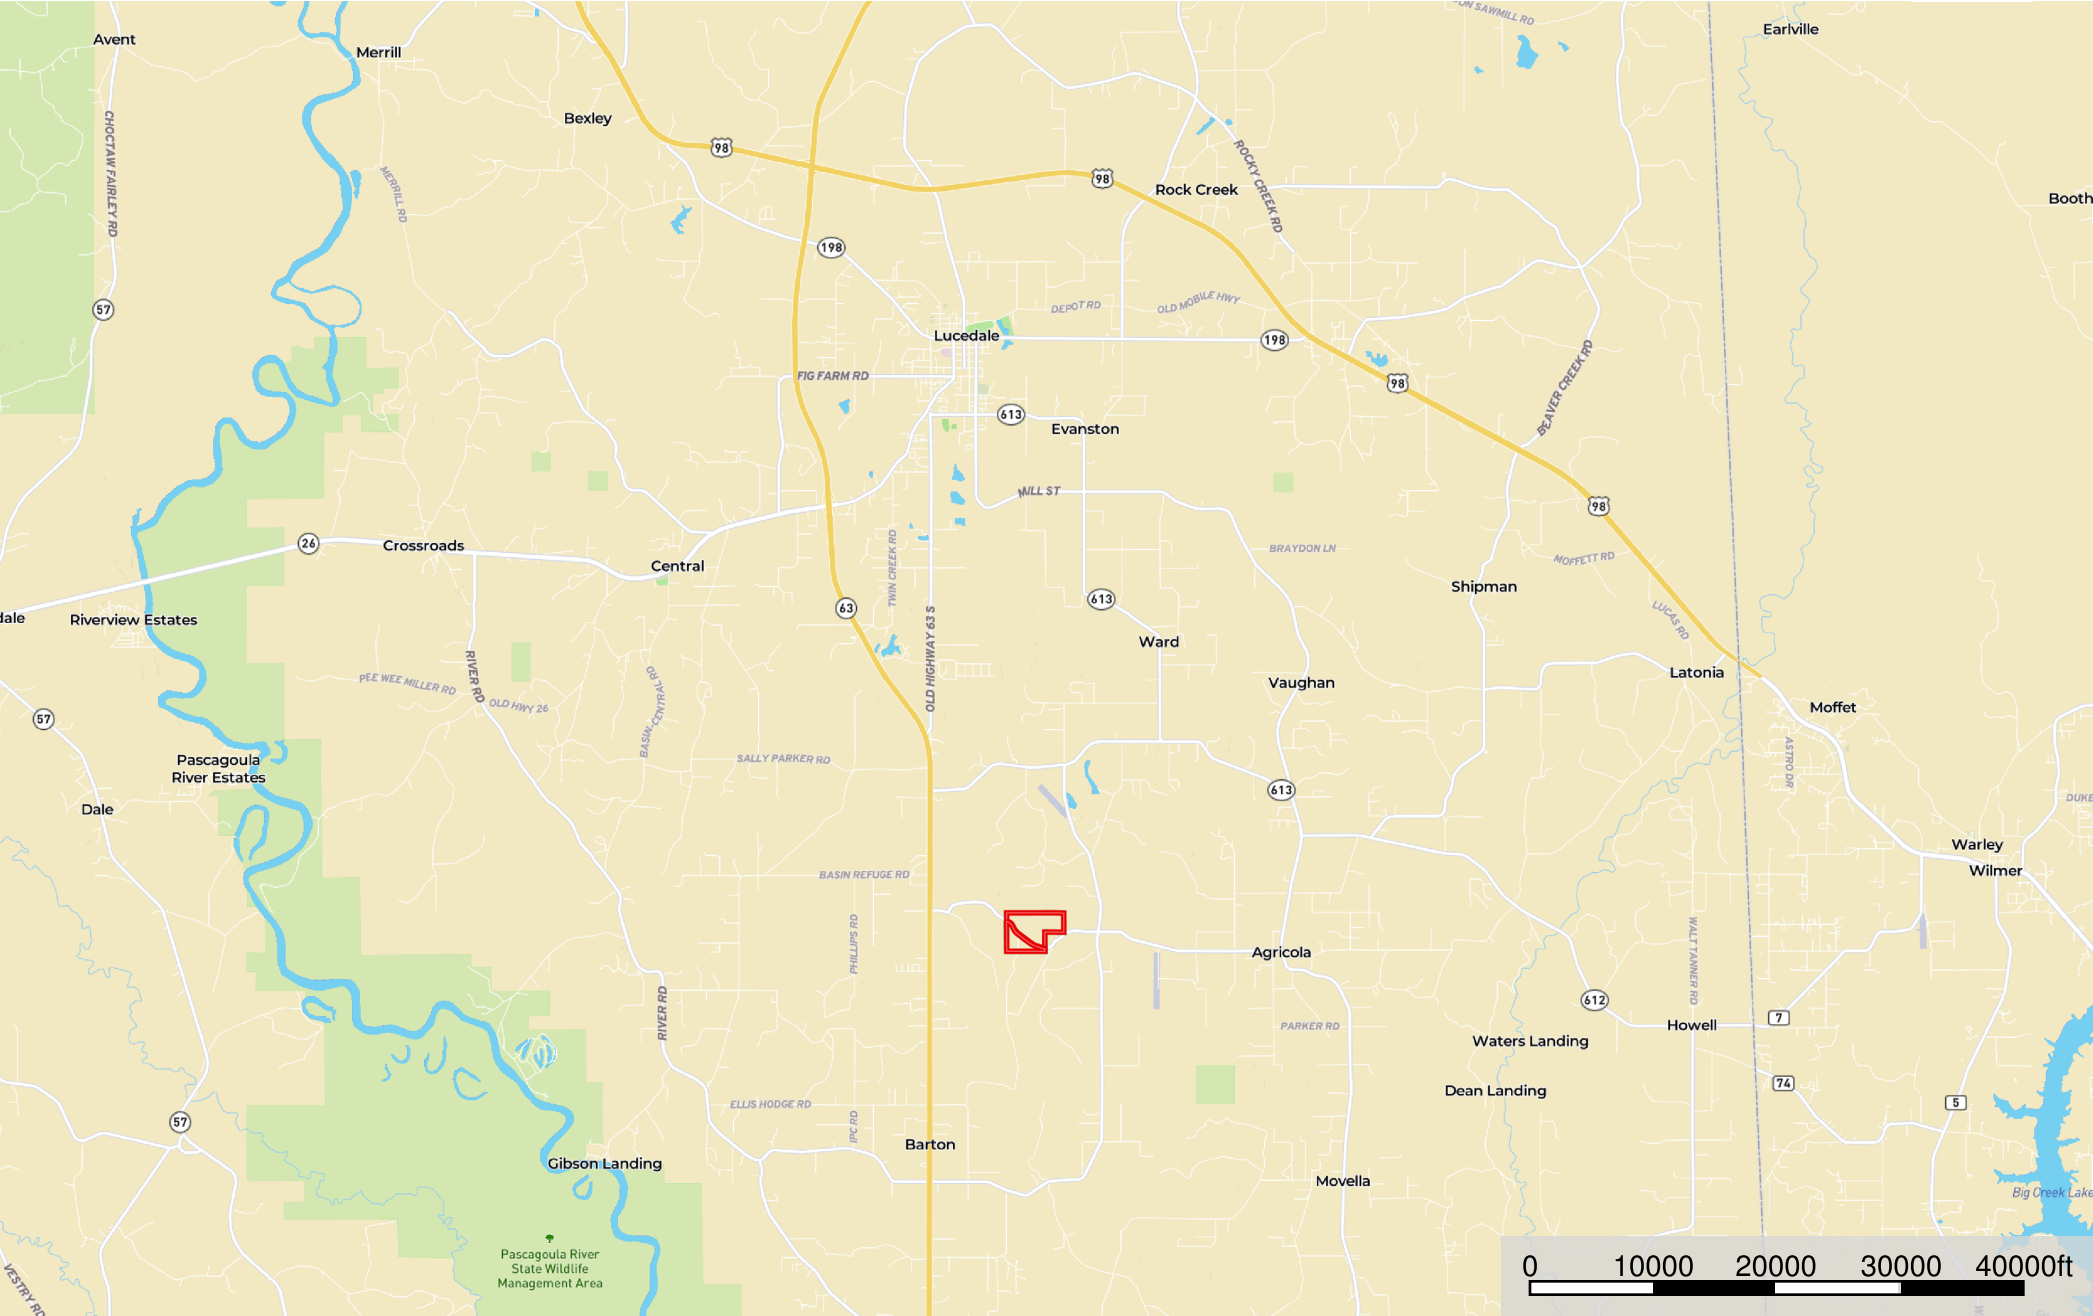 ON SAWMILL RD
Earlville
Avent
Merrill
Bexley
98
98
CHOCTAW FAIRLEY RD
MERRILL RD
ROCKY CREEK RD
Rock Creek
Booth
198
57
DEPOT RD
OLD MOBILE HWY
Lucedale
198
FIG FARM RD
98
BEAVER CREEK RD
613
Evanston
MILL ST
98
26
Crossroads
Central
TWIN CREEK RD
BRAYDON LN
MOFFETT RD
Shipman
dale
Riverview Estates
63
613
OLD HIGHWAY 63 S
LUCAS RD
Ward
RIVER RD
PEE WEE MILLER RD
OLD HWY 26
BASIN-CENTRAL RD
Vaughan
Latonia
57
Moffet
Pascagoula
River Estates
SALLY PARKER RD
ASTRO DR
613
DUKE
Dale
Warley
Wilmer
BASIN REFUGE RD
PHILLIPS RD
WALT TANNER RD
Agricola
RIVER RD
612
PARKER RD
Howell
7
Waters Landing
74
Dean Landing
5
57
ELLIS HODGE RD
IPC RD
Barton
Gibson Landing
Movella
Big Creek Lake
Pascagoula River
State Wildlife
Management Area
VESTRY RD
0 10000 20000 30000 40000ft
W